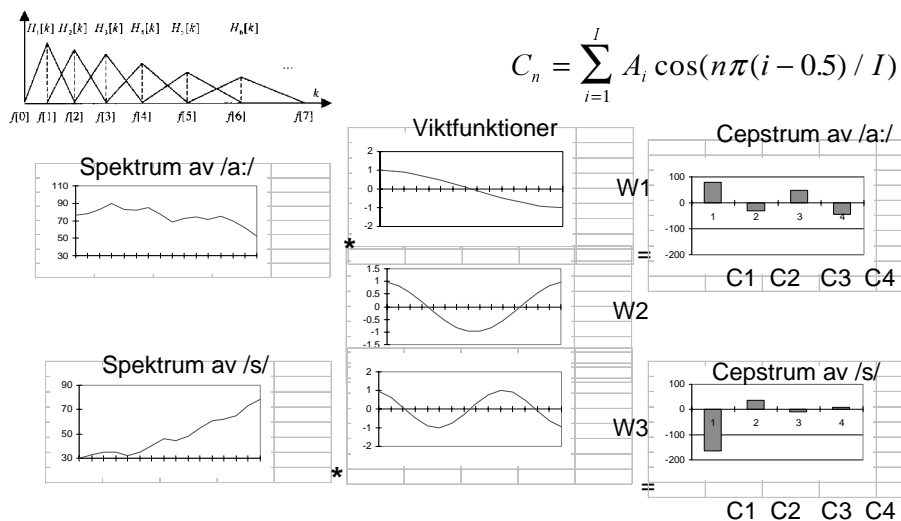 H₁[k] H₂[k] H₃[k] H₄[k] H₅[k] H₆[k]
...
k
f[0] f[1] f[2] f[3] f[4] f[5] f[6] f[7]
C_n = \sum_{i=1}^{I} A_i cos(nπ(i − 0.5) / I)
Spektrum av /a:/
110
90
70
50
30
Viktfunktioner
2
1
0
-1
-2
W1
*
Cepstrum av /a:/
100
0
-100
-200
1 2 3 4
=
C1 C2 C3 C4
1.5
1
0.5
0
-0.5
-1
-1.5
W2
Spektrum av /s/
90
70
50
30
2
1
0
-1
-2
W3
*
Cepstrum av /s/
100
0
-100
-200
1 2 3 4
=
C1 C2 C3 C4